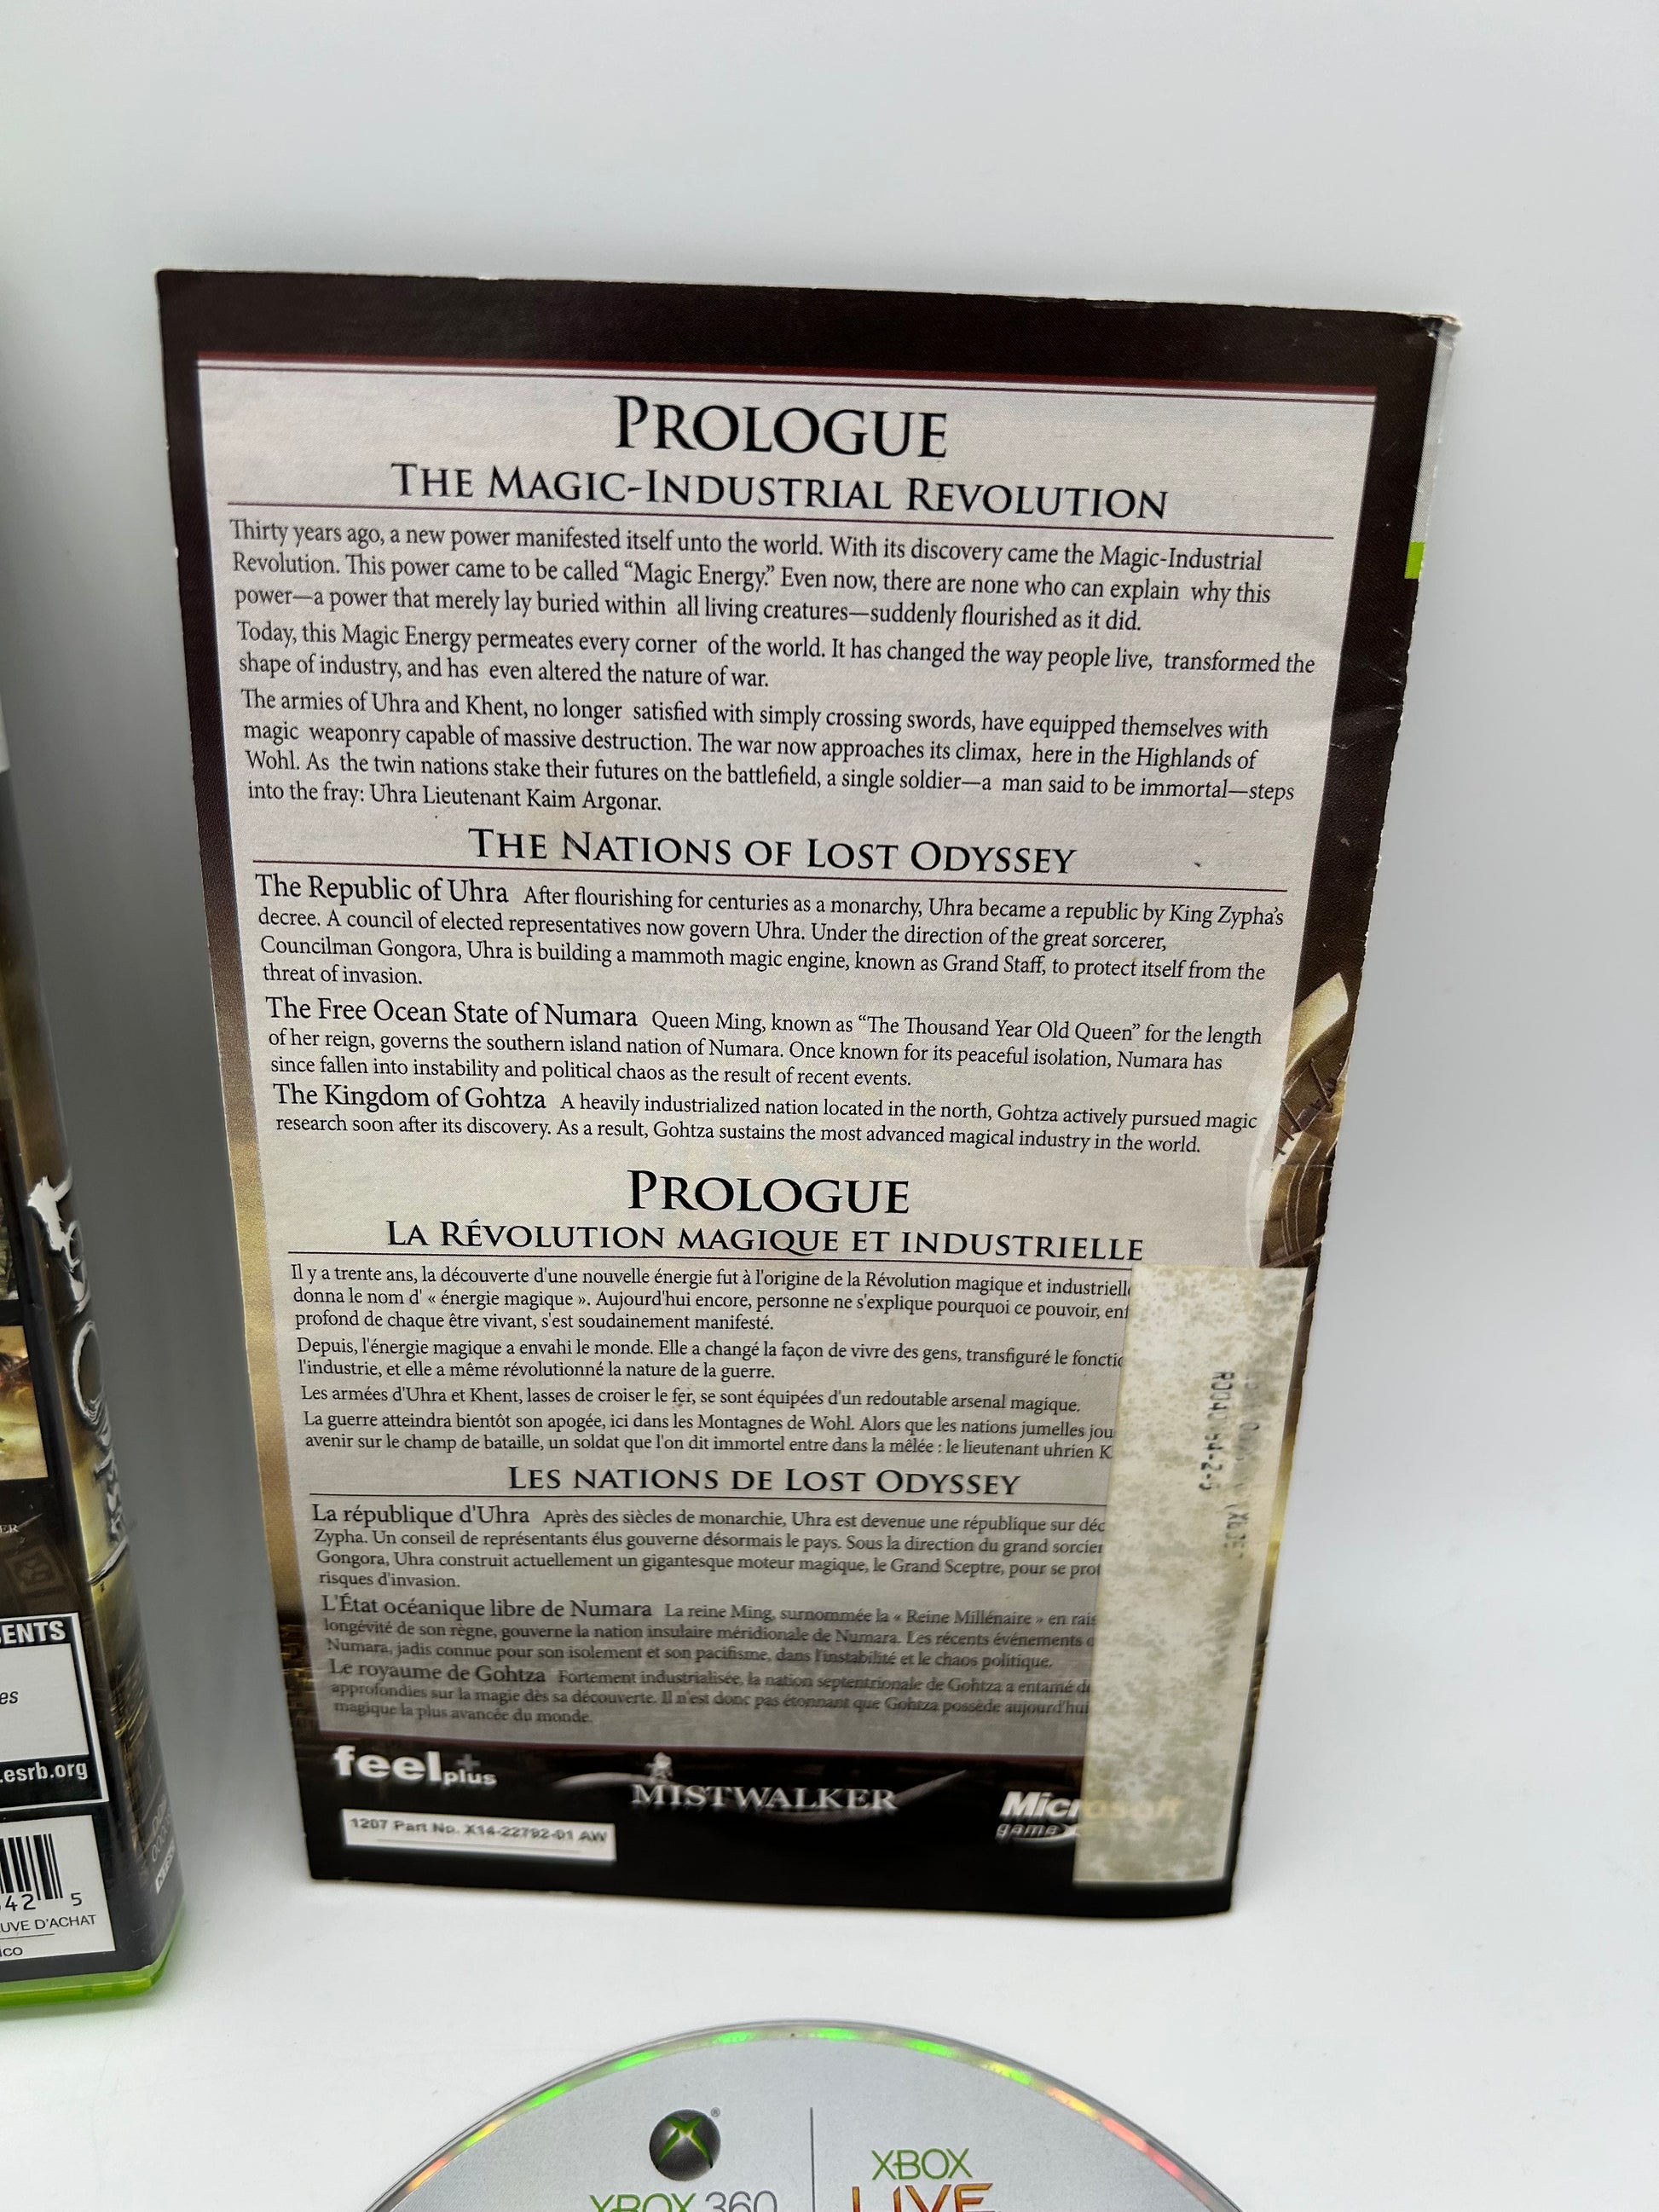 PROLOGUE
THE MAGIC-INDUSTRIAL REVOLUTION
Thirty years ago, a new power manifested itself unto the world. With its discovery came the Magic-Industrial
Revolution. This power came to be called “Magic Energy.” Even now, there are none who can explain why this
power—a power that merely lay buried within all living creatures—suddenly flourished as it did.
Today, this Magic Energy permeates every corner of the world. It has changed the way people live, transformed the
shape of industry, and has even altered the nature of war.
The armies of Uhra and Khent, no longer satisfied with simply crossing swords, have equipped themselves with
magic weaponry capable of massive destruction. The war now approaches its climax, here in the Highlands of
Wohl. As the twin nations stake their futures on the battlefield, a single soldier—a man said to be immortal—steps
into the fray: Uhra Lieutenant Kaim Argonar.
THE NATIONS OF LOST ODYSSEY
The Republic of Uhra After flourishing for centuries as a monarchy, Uhra became a republic by King Zypha's
decree. A council of elected representatives now govern Uhra. Under the direction of the great sorcerer,
Councilman Gongora, Uhra is building a mammoth magic engine, known as Grand Staff, to protect itself from the
threat of invasion.
The Free Ocean State of Numara Queen Ming, known as “The Thousand Year Old Queen” for the length
of her reign, governs the southern island nation of Numara. Once known for its peaceful isolation, Numara has
since fallen into instability and political chaos as the result of recent events.
The Kingdom of Gohtza A heavily industrialized nation located in the north, Gohtza actively pursued magic
research soon after its discovery. As a result, Gohtza sustains the most advanced magical industry in the world.
PROLOGUE
LA RÉVOLUTION MAGIQUE ET INDUSTRIELLE
Il y a trente ans, la découverte d'une nouvelle énergie fut à l'origine de la Révolution magique et industriell
donna le nom d' « énergie magique ». Aujourd'hui encore, personne ne s'explique pourquoi ce pouvoir, enf
profond de chaque être vivant, s'est soudainement manifesté.
Depuis, l'énergie magique a envahi le monde. Elle a changé la façon de vivre des gens, transfiguré le fonctio
l'industrie, et elle a même révolutionné la nature de la guerre.
Les armées d'Uhra et Khent, lasses de croiser le fer, se sont équipées d'un redoutable arsenal magique.
La guerre atteindra bientôt son apogée, ici dans les Montagnes de Wohl. Alors que les nations jumelles jou
avenir sur le champ de bataille, un soldat que l'on dit immortel entre dans la mêlée : le lieutenant uhrien K
LES NATIONS DE LOST ODYSSEY
La république d'Uhra Après des siècles de monarchie, Uhra est devenue une république sur déc
Zypha. Un conseil de représentants élus gouverne désormais le pays. Sous la direction du grand sorcier
Gongora, Uhra construit actuellement un gigantesque moteur magique, le Grand Sceptre, pour se prot
risques d'invasion.
L'État océanique libre de Numara La reine Ming, surnommée la « Reine Millénaire » en rais
longévité de son règne, gouverne la nation insulaire méridionale de Numara. Les récents événements o
Numara, jadis connue pour son isolement et son pacifisme, dans l'instabilité et le chaos politique.
Le royaume de Gohtza Fortement industrialisée, la nation septentrionale de Gohtza a entamé de
approfondies sur la magie dès sa découverte. Il n'est donc pas étonnant que Gohtza possède aujourd'hui
magique la plus avancée du monde.
feelplus
MISTWALKER
Microsoft
game
1207 Part No. X14-22792-01 AW
ENTS
es
.esrb.org
42 5
UVE D'ACHAT
ico
XBOX 360
XBOX
LIVE